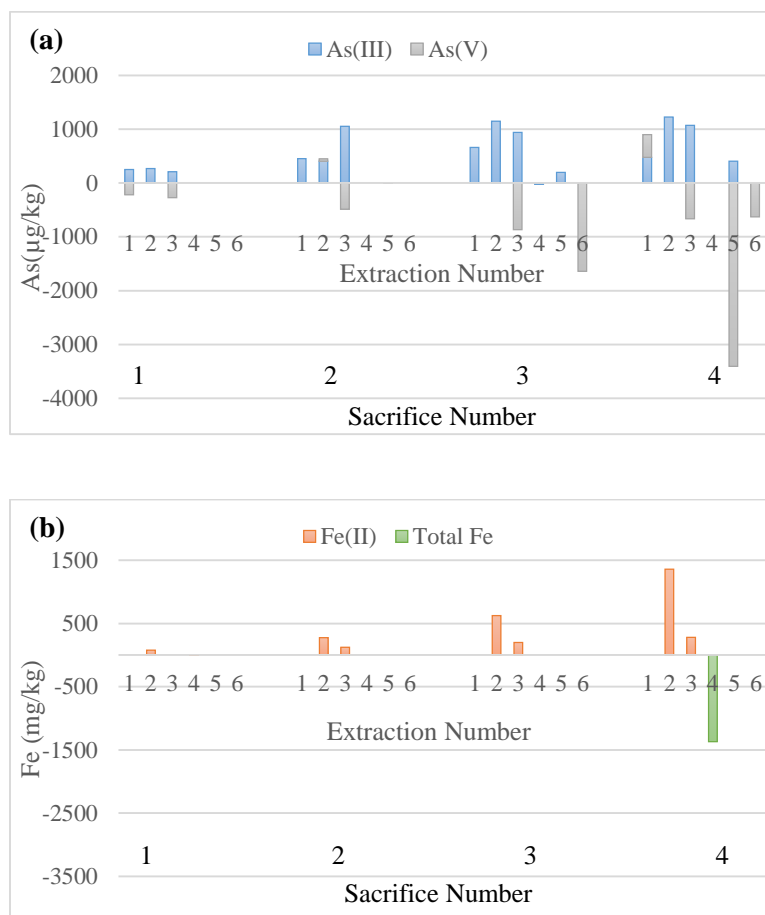 (a)
As(III) As(V)
2000
1000
0
-1000
-2000
-3000
-4000
As(µg/kg)
1 2 3 4 5 6 1 2 3 4 5 6 1 2 3 4 5 6 1 2 3 4 5 6
Extraction Number
1 2 3 4
Sacrifice Number
(b)
Fe(II) Total Fe
1500
500
-500
-1500
-2500
-3500
Fe (mg/kg)
1 2 3 4 5 6 1 2 3 4 5 6 1 2 3 4 5 6 1 2 3 4 5 6
Extraction Number
1 2 3 4
Sacrifice Number